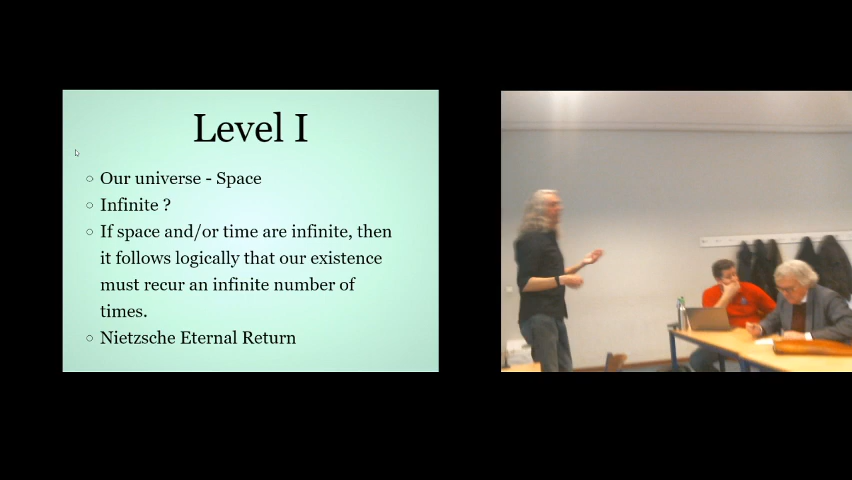 Level I
Our universe - Space
Infinite ?
If space and/or time are infinite, then
it follows logically that our existence
must recur an infinite number of
times.
Nietzsche Eternal Return